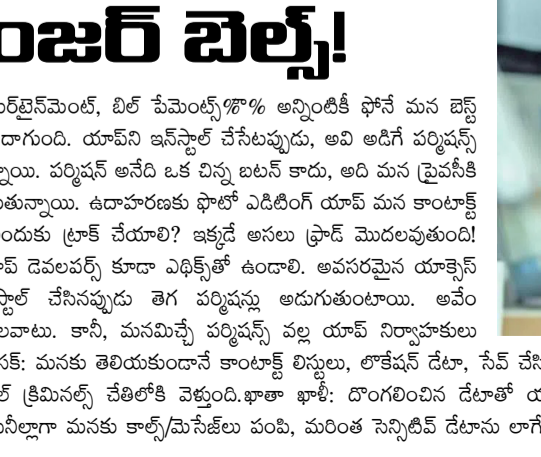 ంజర్ బెల్స్!
ుర్‌టైన్‌మెంట్, బిల్ పేమెంట్స్%ా% అన్నింటికీ ఫోనే మన బెస్ట్
దాగుంది. యాప్‌ని ఇన్‌స్టాల్ చేసేటప్పుడు, అవి అడిగే పర్మిషన్స్
్నాయి. పర్మిషన్ అనేది ఒక చిన్న బటన్ కాదు, అది మన ప్రైవసీకి
ుతున్నాయి. ఉదాహరణకు ఫొటో ఎడిటింగ్ యాప్ మన కాంటాక్ట్
ందుకు ట్రాక్ చేయాలి? ఇక్కడే అసలు ఫ్రాడ్ మొదలవుతుంది!
ాప్ డెవలపర్స్ కూడా ఎథిక్స్‌తో ఉండాలి. అవసరమైన యాక్సెస్
స్టాల్ చేసినప్పుడు తెగ పర్మిషన్లు అడుగుతుంటాయి. అవేం
లవాటు. కానీ, మనమిచ్చే పర్మిషన్స్ వల్ల యాప్ నిర్వాహకులు
సక్: మనకు తెలియకుండానే కాంటాక్ట్ లిస్టులు, లొకేషన్ డేటా, సేవ్ చేసి
ల్ క్రిమినల్స్ చేతిలోకి వెళ్తుంది.ఖాతా ఖాళీ: దొంగలించిన డేటాతో య
నీల్లాగా మనకు కాల్స్/మెసేజ్‌లు పంపి, మరింత సెన్సిటివ్ డేటాను లాగే